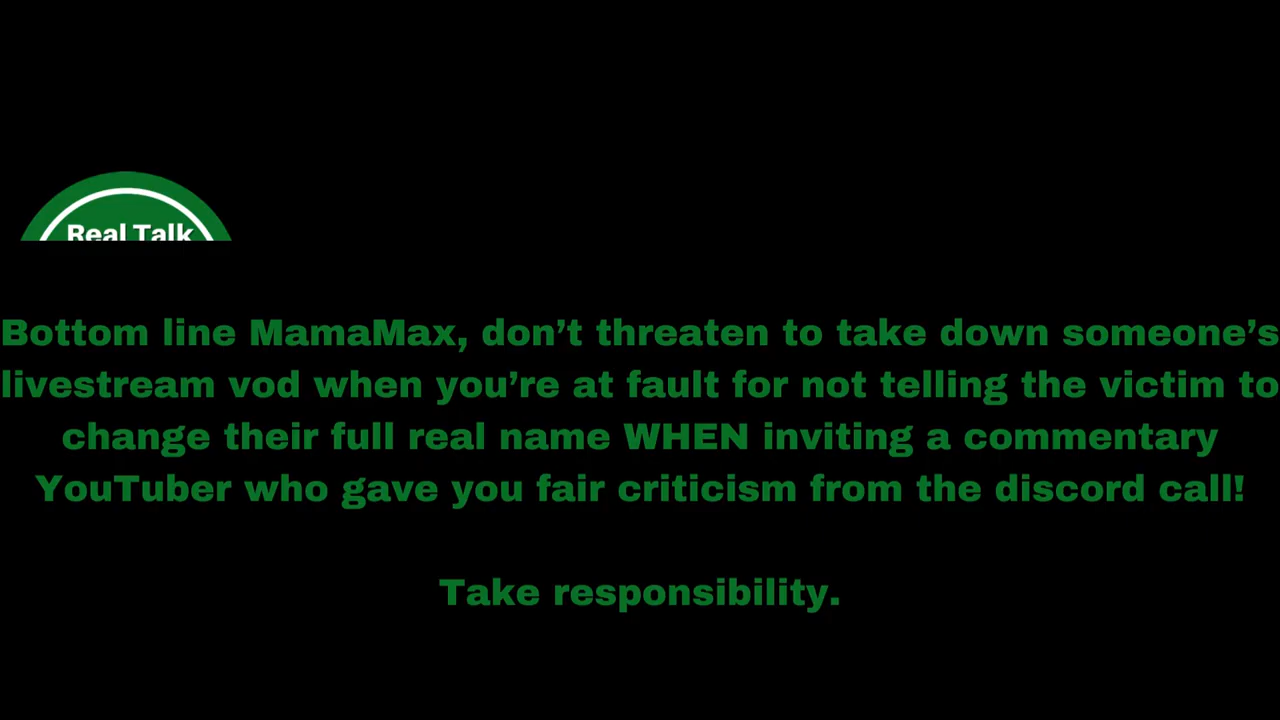 Real Talk
Bottom line MamaMax, don’t threaten to take down someone’s
livestream vod when you’re at fault for not telling the victim to
change their full real name WHEN inviting a commentary
YouTuber who gave you fair criticism from the discord call!
Take responsibility.